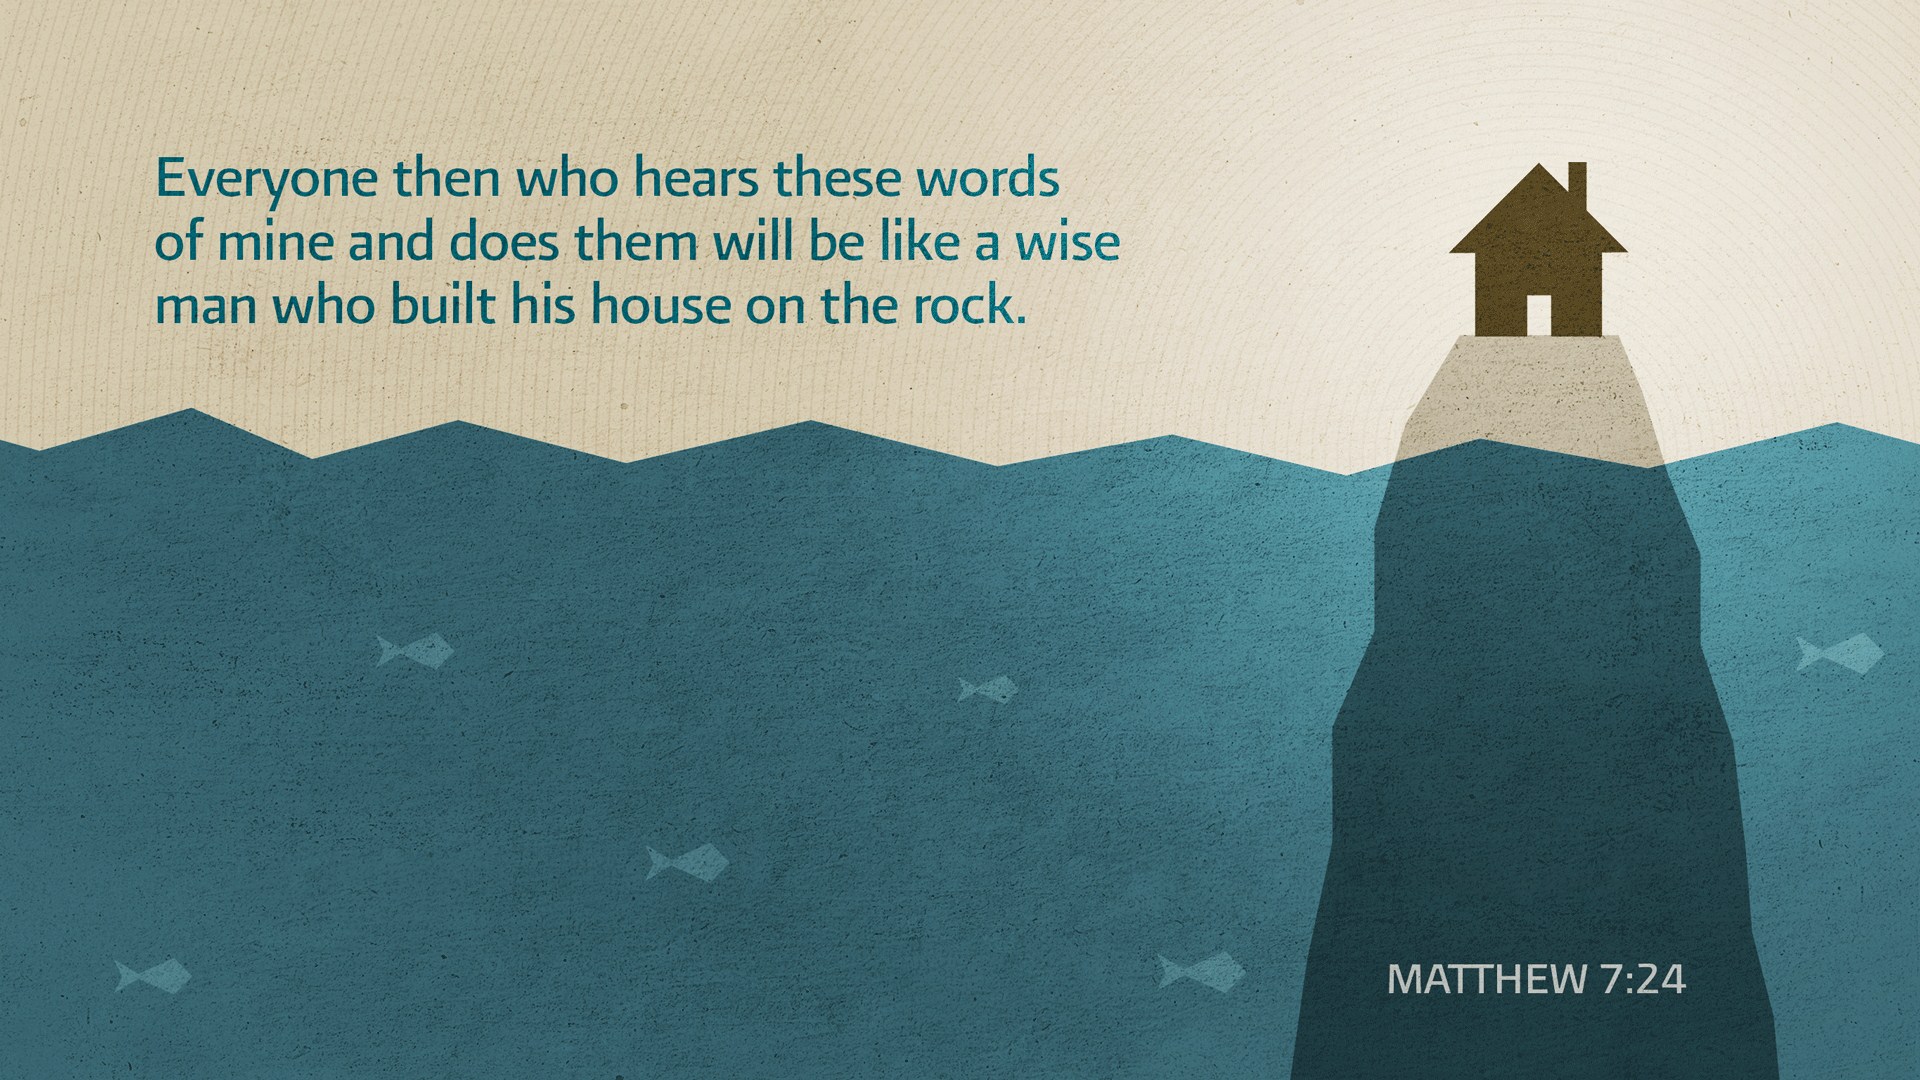 Everyone then who hears these words
of mine and does them will be like a wise
man who built his house on the rock.
MATTHEW 7:24